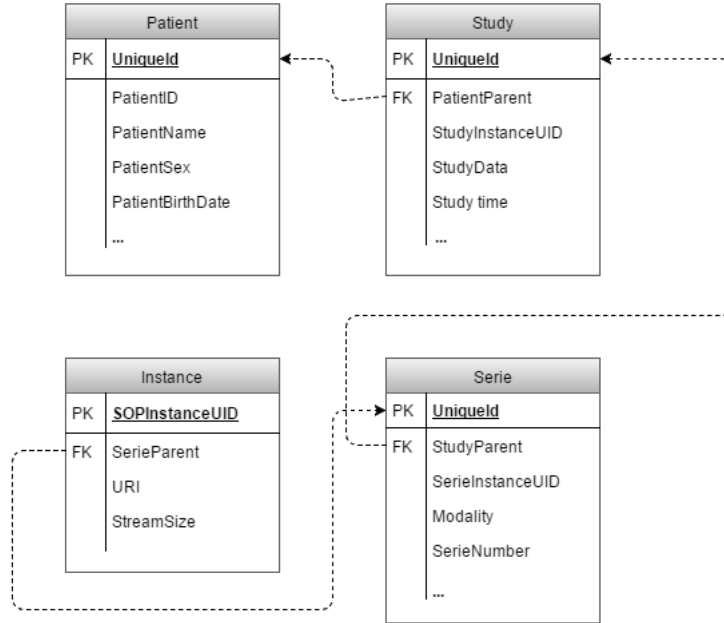 Patient
PK UniqueId
PatientID
PatientName
PatientSex
PatientBirthDate
...
Study
PK UniqueId
FK PatientParent
StudyInstanceUID
StudyData
Study time
...
Instance
PK SOPInstanceUID
FK SerieParent
URI
StreamSize
Serie
PK UniqueId
FK StudyParent
SerieInstanceUID
Modality
SerieNumber
...